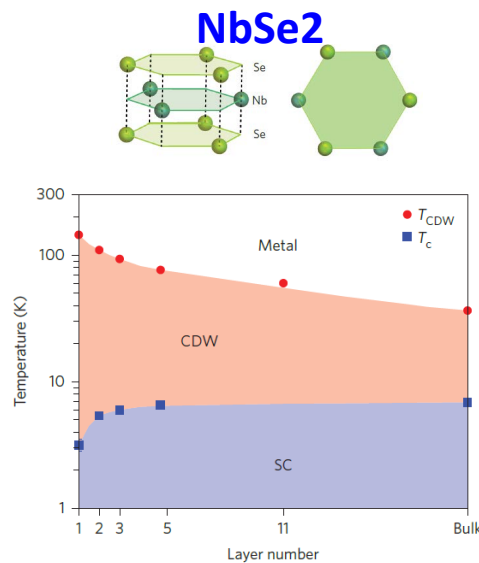 NbSe2
Se
Nb
Se
300
100
10
1
Temperature (K)
Metal
CDW
SC
T_CDW
T_c
1 2 3 5 11 Bulk
Layer number